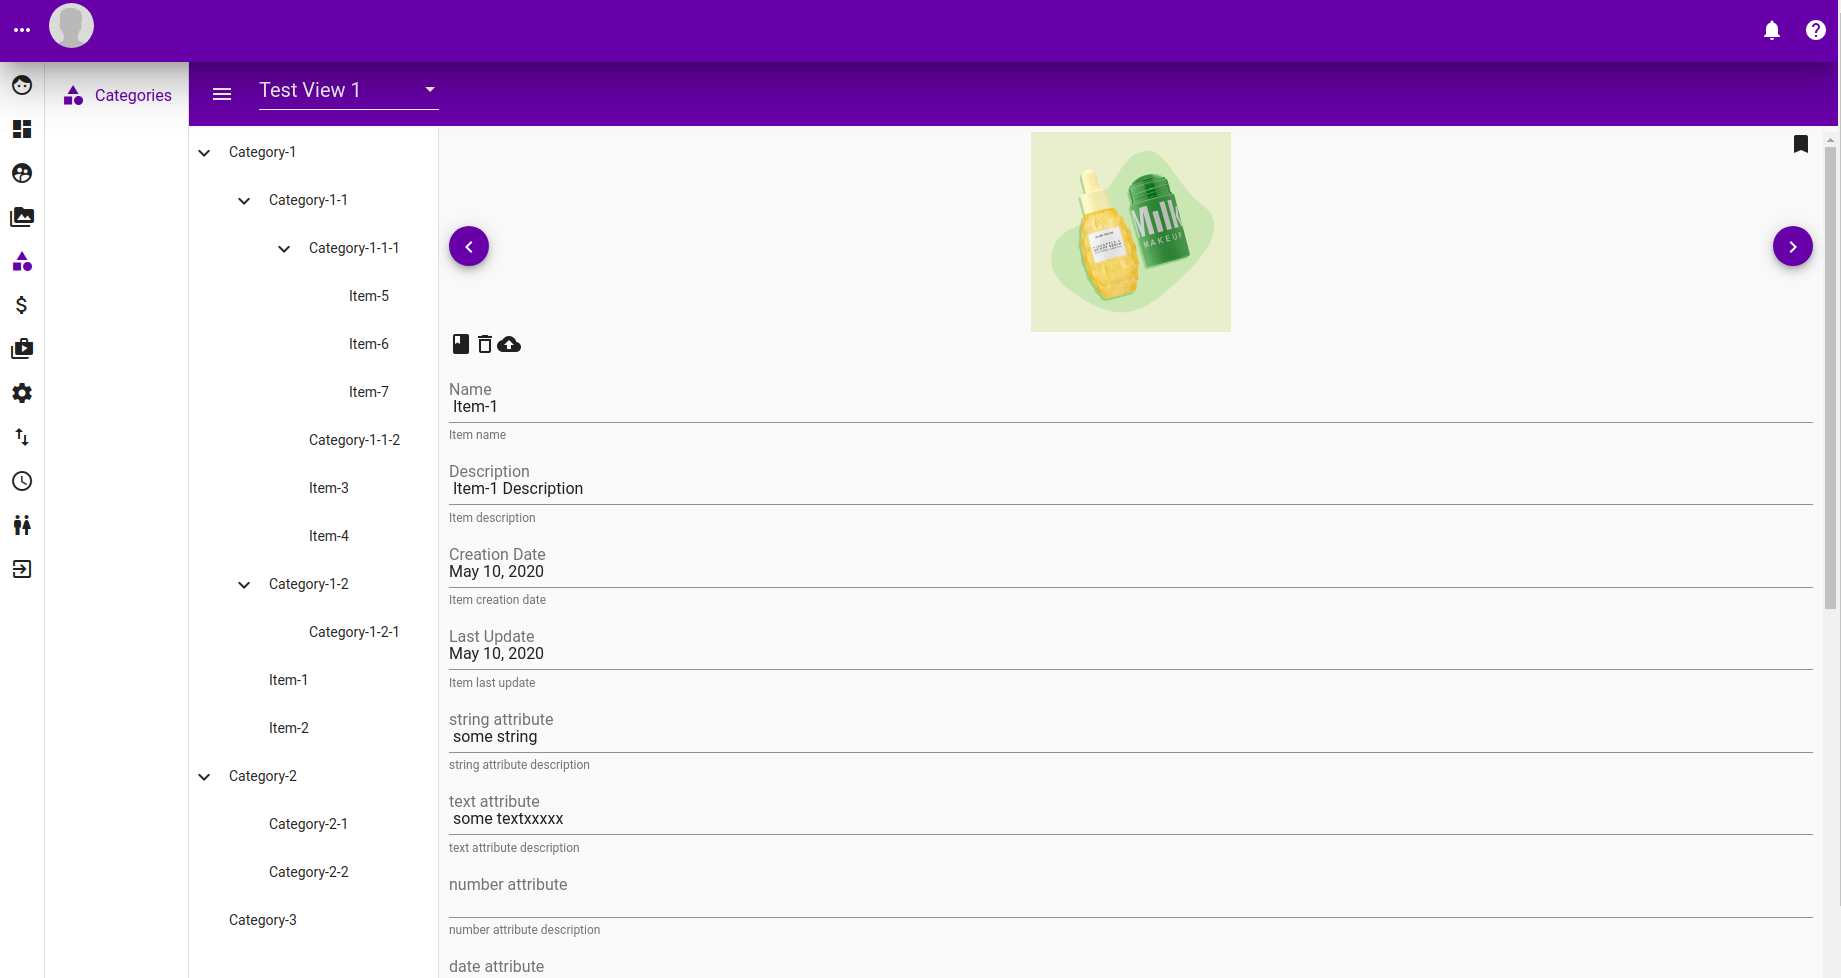 Test View 1
Categories
Category-1
Category-1-1
Category-1-1-1
Item-5
Item-6
Item-7
Category-1-1-2
Item-3
Item-4
Category-1-2
Category-1-2-1
Item-1
Item-2
Category-2
Category-2-1
Category-2-2
Category-3
Milk
MAKEUP
Name
Item-1
Item name
Description
Item-1 Description
Item description
Creation Date
May 10, 2020
Item creation date
Last Update
May 10, 2020
Item last update
string attribute
some string
string attribute description
text attribute
some textxxxxx
text attribute description
number attribute
number attribute description
date attribute